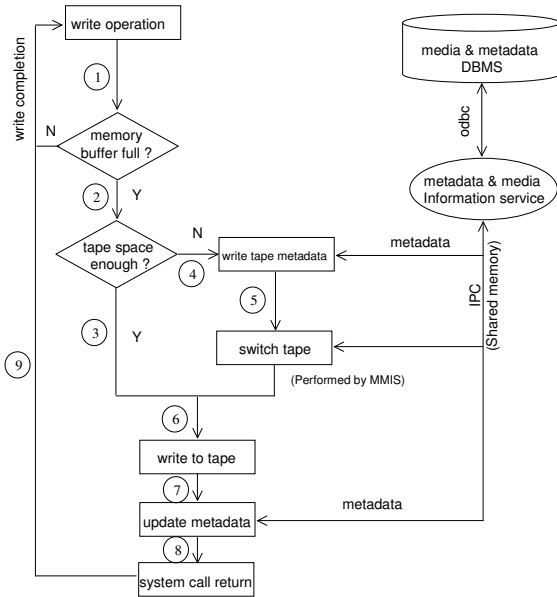 write operation
media & metadata
DBMS
write completion
1
odbc
N
memory
buffer full ?
2
Y
metadata & media
Information service
tape space
enough ?
N
4
write tape metadata
metadata
IPC
(Shared memory)
5
3
Y
switch tape
(Performed by MMIS)
9
6
write to tape
7
update metadata
metadata
8
system call return